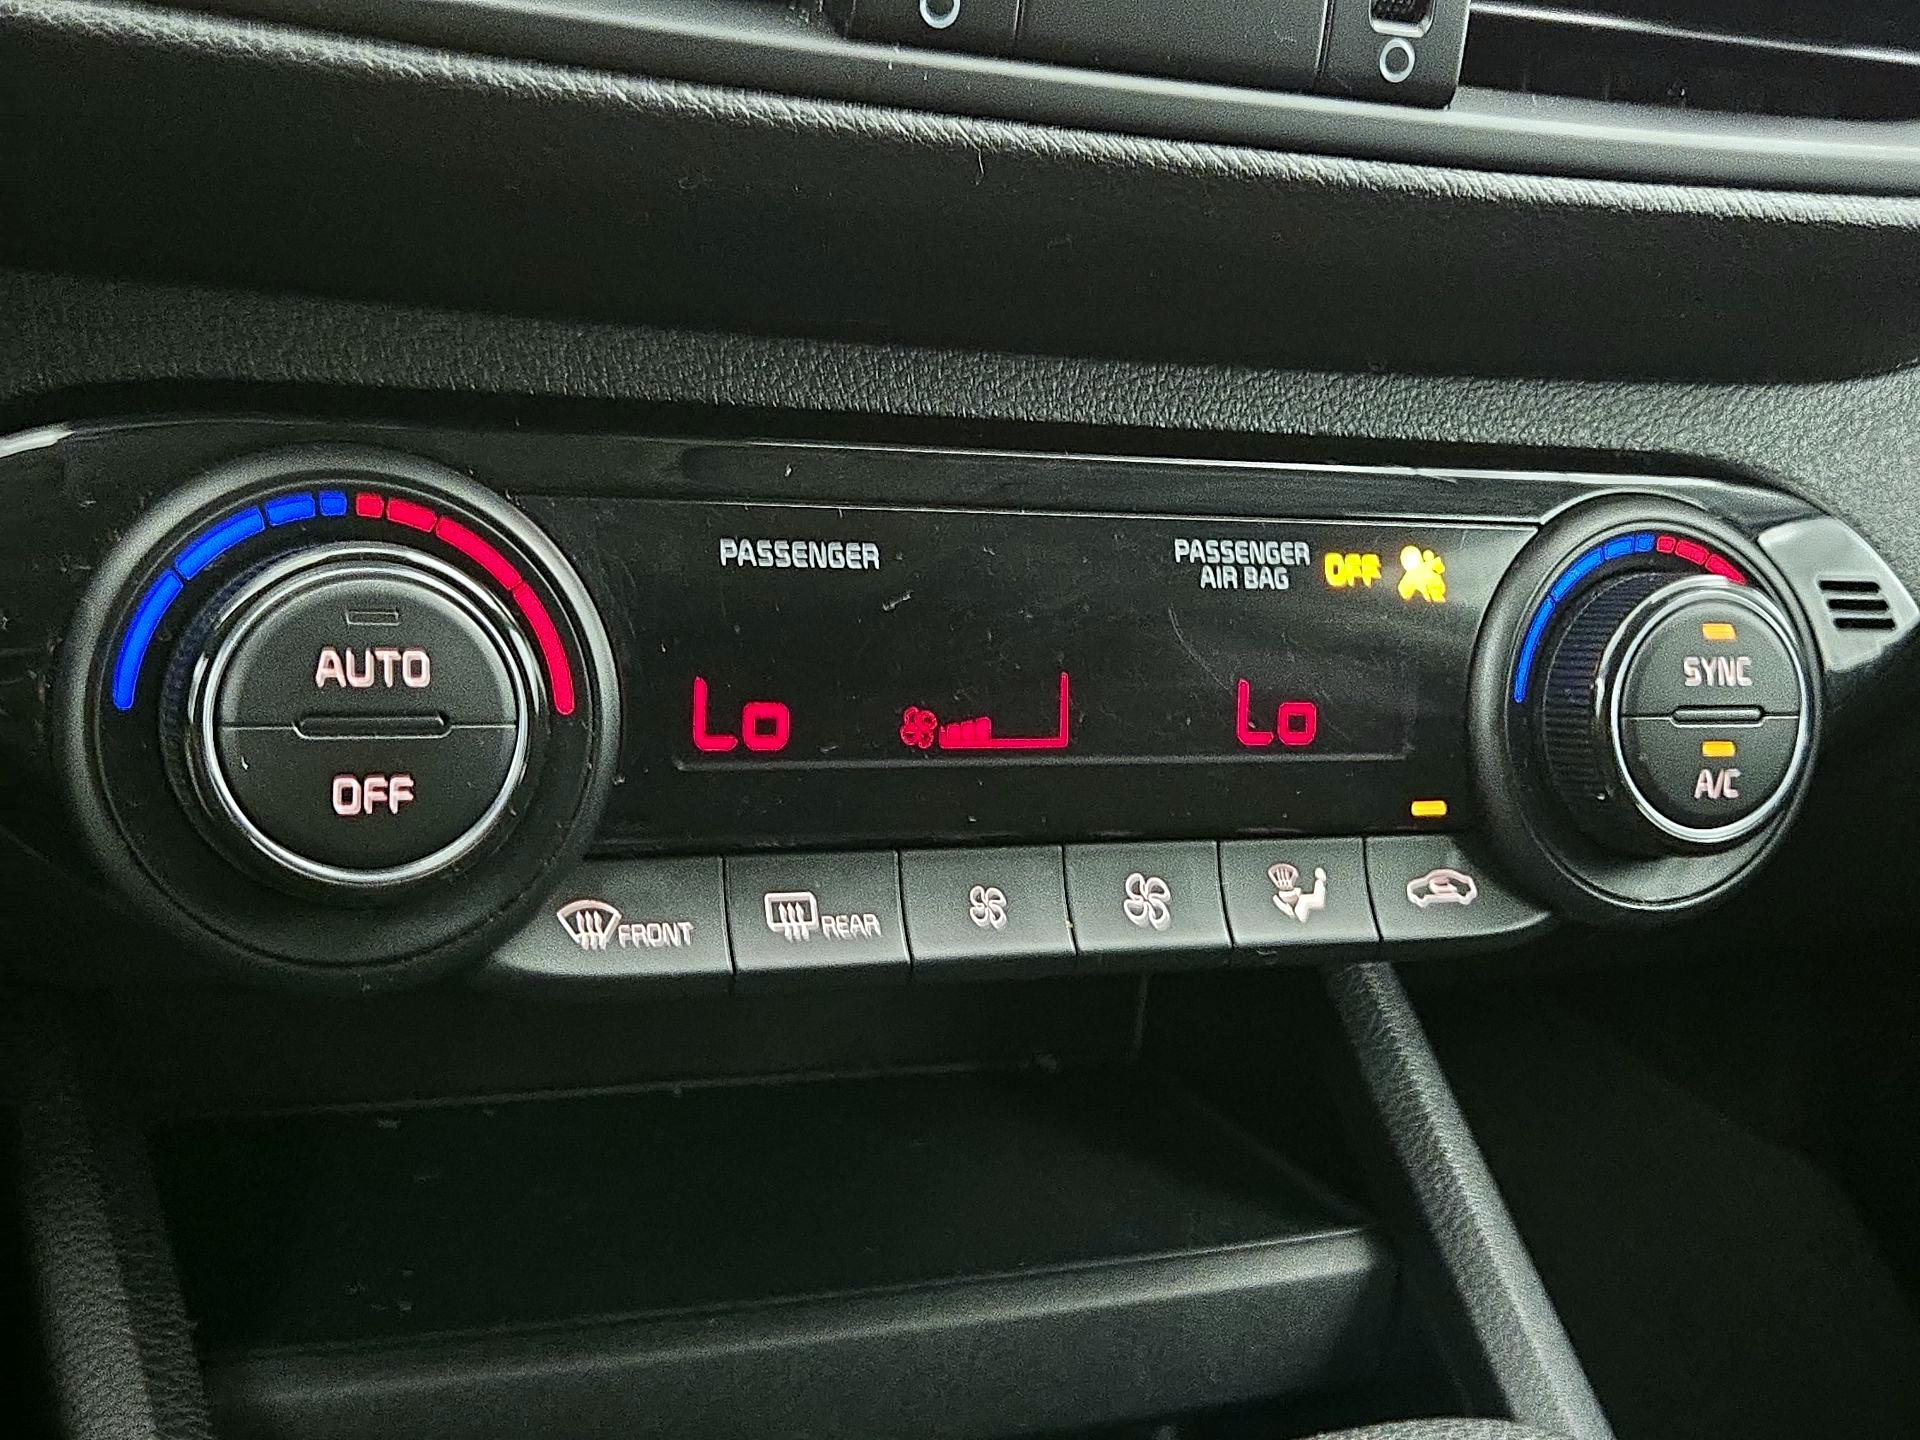 PASSENGER
PASSENGER
AIR BAG OFF
AUTO
OFF
Lo
Lo
SYNC
A/C
FRONT
REAR